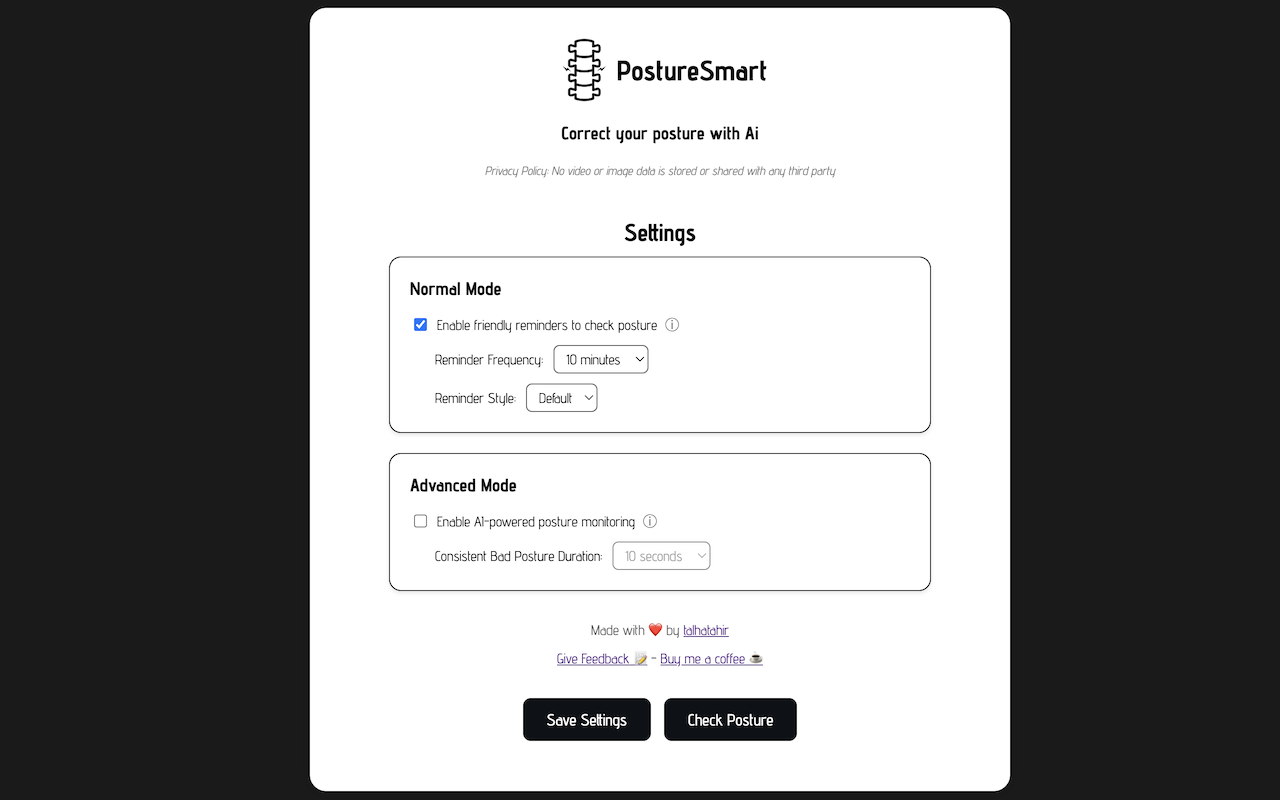 PostureSmart
Correct your posture with Ai
Privacy Policy: No video or image data is stored or shared with any third party
Settings
Normal Mode
Enable friendly reminders to check posture ⓘ
Reminder Frequency: 10 minutes
Reminder Style: Default
Advanced Mode
Enable AI-powered posture monitoring ⓘ
Consistent Bad Posture Duration: 10 seconds
Made with ❤️ by talhatahir
Give Feedback 📝 - Buy me a coffee ☕
Save Settings Check Posture